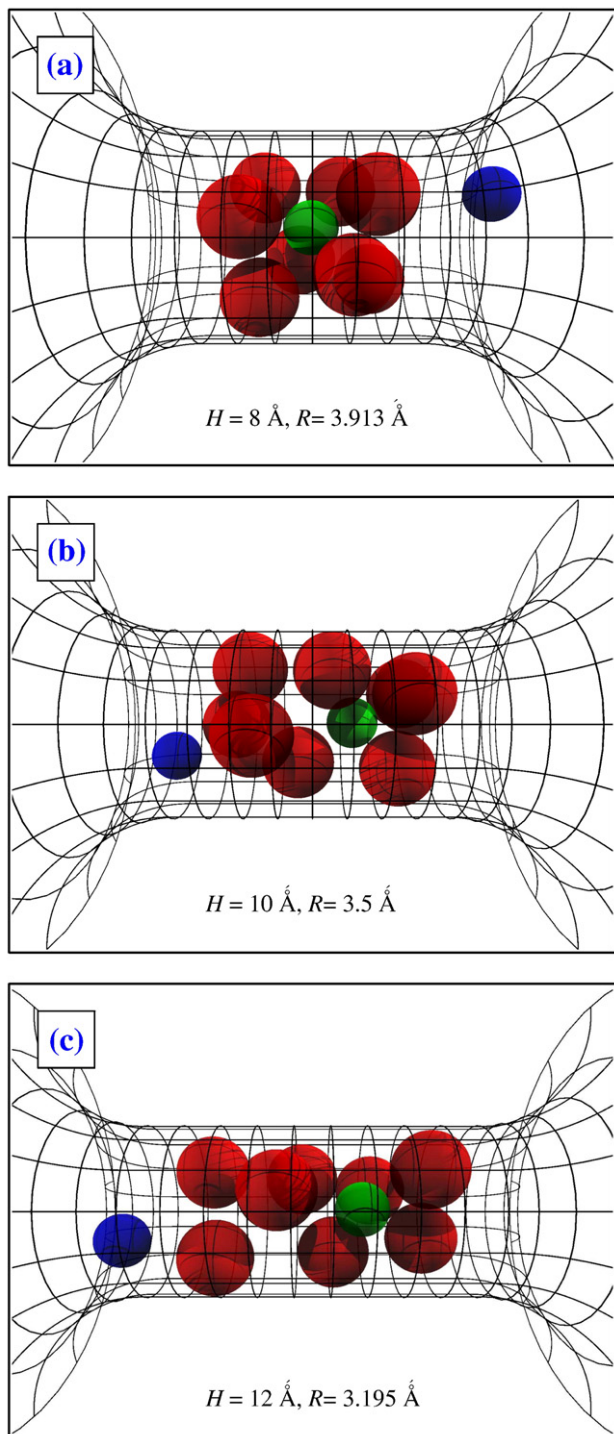 (a)
H = 8 Å, R= 3.913 Å
(b)
H = 10 Å, R= 3.5 Å
(c)
H = 12 Å, R= 3.195 Å